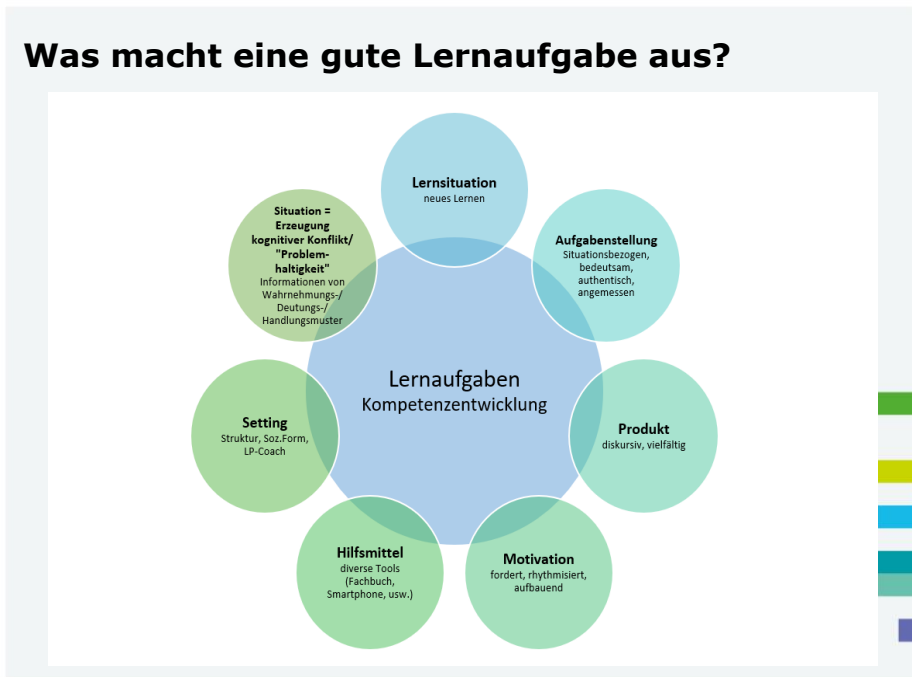 Was macht eine gute Lernaufgabe aus?
Lernsituation
neues Lernen
Aufgabenstellung
Situationsbezogen,
bedeutsam,
authentisch,
angemessen
Produkt
diskursiv, vielfältig
Motivation
fordert, rhythmisiert,
aufbauend
Hilfsmittel
diverse Tools
(Fachbuch,
Smartphone, usw.)
Setting
Struktur, Soz.Form,
LP-Coach
Situation =
Erzeugung
kognitiver Konflikt/
"Problem-
haltigkeit"
Informationen von
Wahrnehmungs-/
Deutungs-/
Handlungsmuster
Lernaufgaben
Kompetenzentwicklung